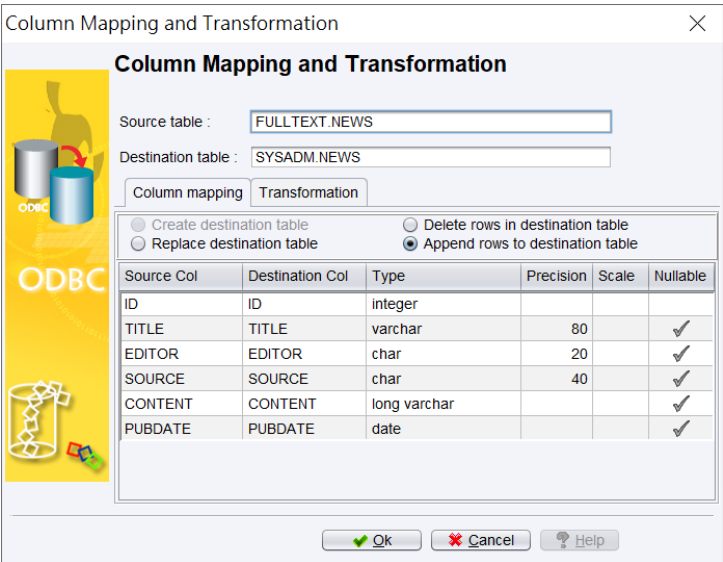 Column Mapping and Transformation
Column Mapping and Transformation
Source table : FULLTEXT.NEWS
Destination table : SYSADM.NEWS
Column mapping Transformation
Create destination table Delete rows in destination table
Replace destination table Append rows to destination table
Source Col Destination Col Type Precision Scale Nullable
ID ID integer
TITLE TITLE varchar 80
EDITOR EDITOR char 20
SOURCE SOURCE char 40
CONTENT CONTENT long varchar
PUBDATE PUBDATE date
ODBC
ODBC
Ok Cancel Help